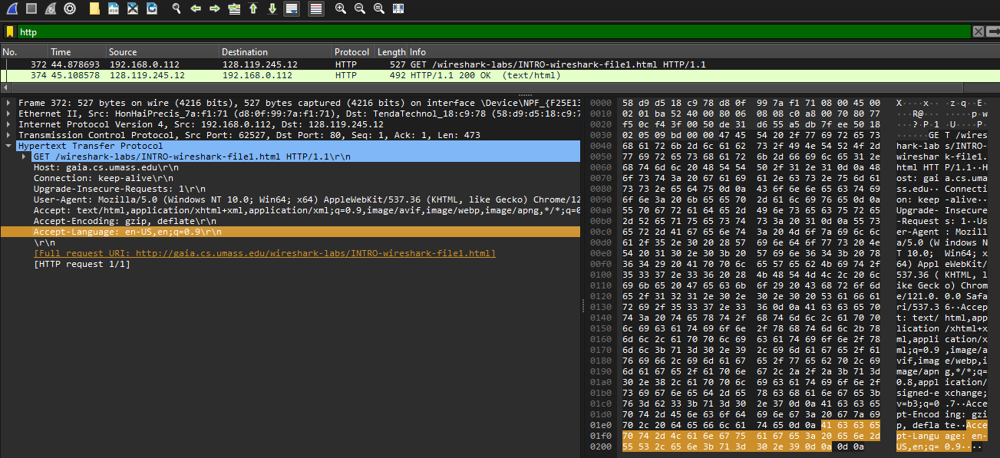 http
No. Time Source Destination Protocol Length Info
372 44.878693 192.168.0.112 128.119.245.12 HTTP 527 GET /wireshark-labs/INTRO-wireshark-file1.html HTTP/1.1
374 45.108578 128.119.245.12 192.168.0.112 HTTP 492 HTTP/1.1 200 OK (text/html)
Frame 372: 527 bytes on wire (4216 bits), 527 bytes captured (4216 bits) on interface \Device\NPF_{F25E13
Ethernet II, Src: HonHaiPrecis_7a:f1:71 (d8:0f:99:7a:f1:71), Dst: TendaTechnol_18:c9:78 (58:d9:d5:18:c9:7
Internet Protocol Version 4, Src: 192.168.0.112, Dst: 128.119.245.12
Transmission Control Protocol, Src Port: 62527, Dst Port: 80, Seq: 1, Ack: 1, Len: 473
Hypertext Transfer Protocol
GET /wireshark-labs/INTRO-wireshark-file1.html HTTP/1.1\r\n
Host: gaia.cs.umass.edu\r\n
Connection: keep-alive\r\n
Upgrade-Insecure-Requests: 1\r\n
User-Agent: Mozilla/5.0 (Windows NT 10.0; Win64; x64) AppleWebKit/537.36 (KHTML, like Gecko) Chrome/12
Accept: text/html,application/xhtml+xml,application/xml;q=0.9,image/avif,image/webp,image/apng,*/*;q=0
Accept-Encoding: gzip, deflate\r\n
Accept-Language: en-US,en;q=0.9\r\n
\r\n
[Full request URI: http://gaia.cs.umass.edu/wireshark-labs/INTRO-wireshark-file1.html]
[HTTP request 1/1]
0000 58 d9 d5 18 c9 78 d8 0f 99 7a f1 71 08 00 45 00 X····x·· ·z·q··E·
0010 02 01 ba 52 40 00 80 06 08 08 c0 a8 00 70 80 77 ···R@··· ·····p·w
0020 f5 0c f4 3f 00 50 de 31 d6 55 a5 db 7f ee 50 18 ···?·P·1 ·U····P·
0030 02 05 09 bd 00 00 47 45 54 20 2f 77 69 72 65 73 ······GE T /wires
0040 68 61 72 6b 2d 6c 61 62 73 2f 49 4e 54 52 4f 2d hark-lab s/INTRO-
0050 77 69 72 65 73 68 61 72 6b 2d 66 69 6c 65 31 2e wireshar k-file1.
0060 68 74 6d 6c 20 48 54 54 50 2f 31 2e 31 0d 0a 48 html HTT P/1.1··H
0070 6f 73 74 3a 20 67 61 69 61 2e 63 73 2e 75 6d 61 ost: gai a.cs.uma
0080 73 73 2e 65 64 75 0d 0a 43 6f 6e 6e 65 63 74 69 ss.edu·· Connecti
0090 6f 6e 3a 20 6b 65 65 70 2d 61 6c 69 76 65 0d 0a on: keep -alive··
00a0 55 70 67 72 61 64 65 2d 49 6e 73 65 63 75 72 65 Upgrade- Insecure
00b0 2d 52 65 71 75 65 73 74 73 3a 20 31 0d 0a 55 73 -Request s: 1··Us
00c0 65 72 2d 41 67 65 6e 74 3a 20 4d 6f 7a 69 6c 6c er-Agent : Mozill
00d0 61 2f 35 2e 30 20 28 57 69 6e 64 6f 77 73 20 4e a/5.0 (W indows N
00e0 54 20 31 30 2e 30 3b 20 57 69 6e 36 34 3b 20 78 T 10.0; Win64; x
00f0 36 34 29 20 41 70 70 6c 65 57 65 62 4b 69 74 2f 64) Appl eWebKit/
0100 35 33 37 2e 33 36 20 28 4b 48 54 4d 4c 2c 20 6c 537.36 ( KHTML, l
0110 69 6b 65 20 47 65 63 6b 6f 29 20 43 68 72 6f 6d ike Geck o) Chrom
0120 65 2f 31 32 31 2e 30 2e 30 2e 30 20 53 61 66 61 e/121.0. 0.0 Safa
0130 72 69 2f 35 33 37 2e 33 36 0d 0a 41 63 63 65 70 ri/537.3 6··Accep
0140 74 3a 20 74 65 78 74 2f 68 74 6d 6c 2c 61 70 70 t: text/ html,app
0150 6c 69 63 61 74 69 6f 6e 2f 78 68 74 6d 6c 2b 78 lication /xhtml+x
0160 6d 6c 2c 61 70 70 6c 69 63 61 74 69 6f 6e 2f 78 ml,appli cation/x
0170 6d 6c 3b 71 3d 30 2e 39 2c 69 6d 61 67 65 2f 61 ml;q=0.9 ,image/a
0180 76 69 66 2c 69 6d 61 67 65 2f 77 65 62 70 2c 69 vif,imag e/webp,i
0190 6d 61 67 65 2f 61 70 6e 67 2c 2a 2f 2a 3b 71 3d mage/apn g,*/*;q=
01a0 30 2e 38 2c 61 70 70 6c 69 63 61 74 69 6f 6e 2f 0.8,appl ication/
01b0 73 69 67 6e 65 64 2d 65 78 63 68 61 6e 67 65 3b signed-e xchange;
01c0 76 3d 62 33 3b 71 3d 30 2e 37 0d 0a 41 63 63 65 v=b3;q=0 .7··Acce
01d0 70 74 2d 45 6e 63 6f 64 69 6e 67 3a 20 67 7a 69 pt-Encod ing: gzi
01e0 70 2c 20 64 65 66 6c 61 74 65 0d 0a 41 63 63 65 p, defla te··Acce
01f0 70 74 2d 4c 61 6e 67 75 61 67 65 3a 20 65 6e 2d pt-Langu age: en-
0200 55 53 2c 65 6e 3b 71 3d 30 2e 39 0d 0a 0d 0a US,en;q= 0.9····